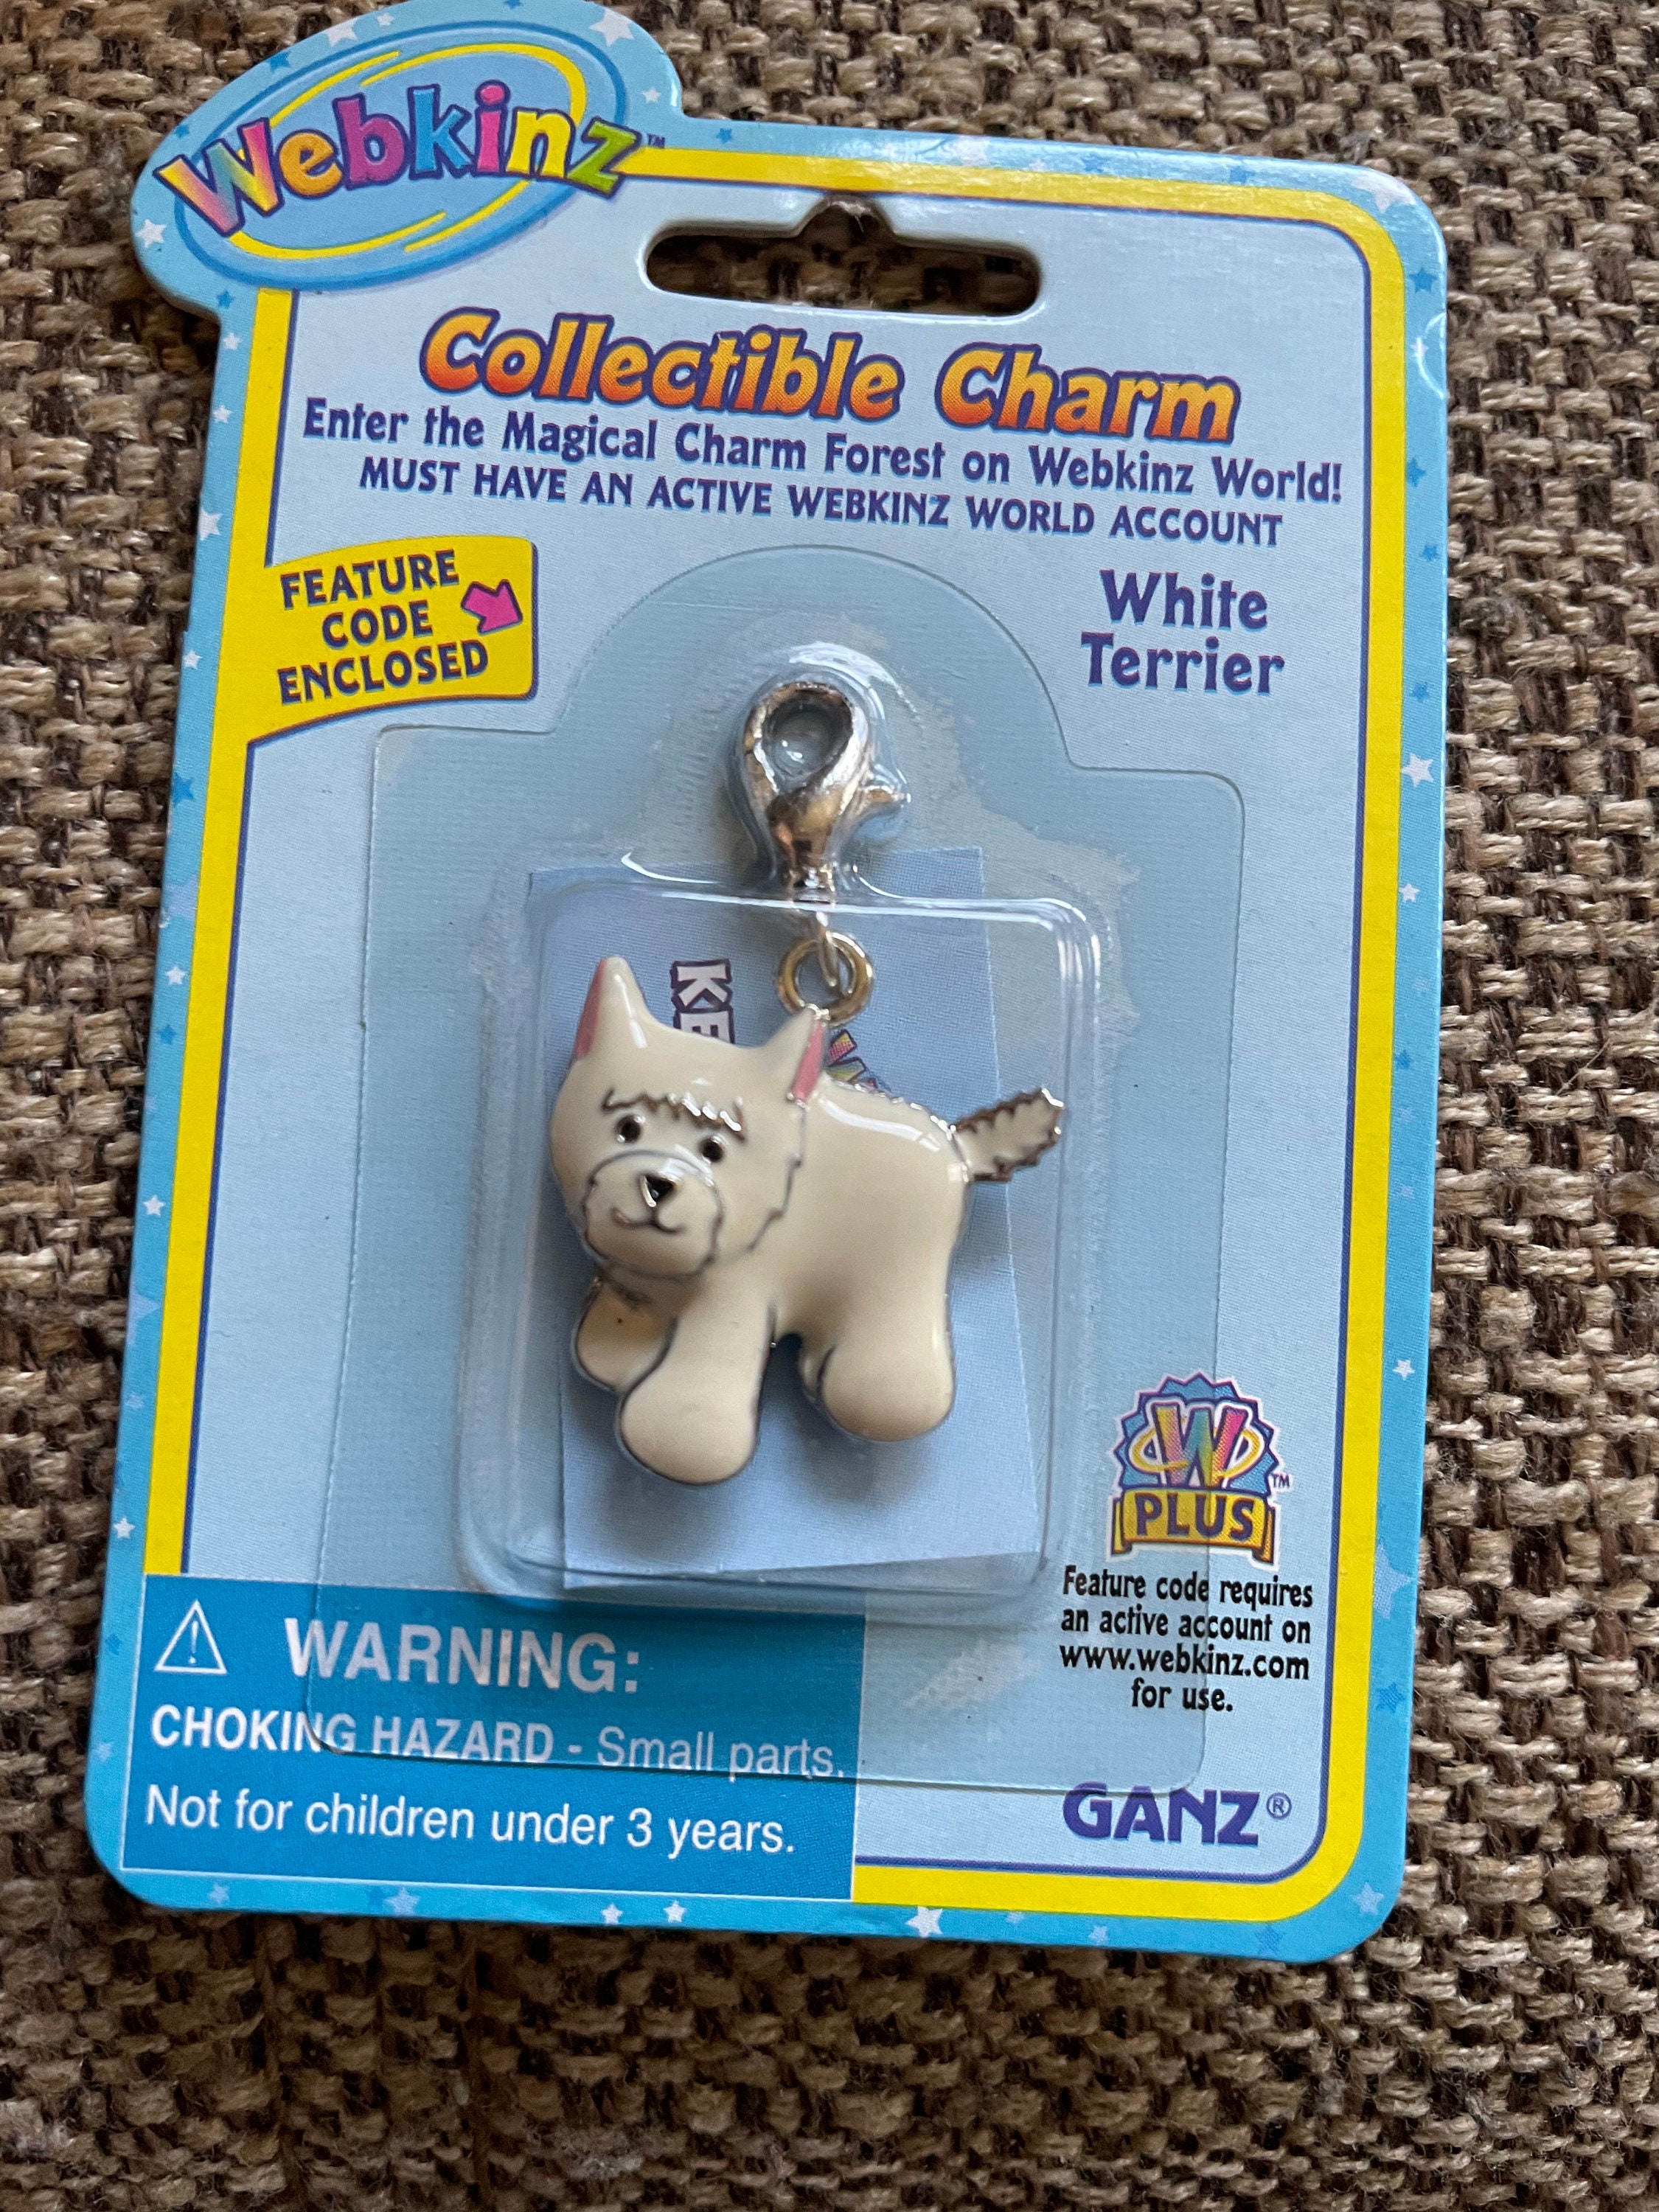 Webkinz™
Collectible Charm
Enter the Magical Charm Forest on Webkinz World!
MUST HAVE AN ACTIVE WEBKINZ WORLD ACCOUNT
FEATURE
CODE
ENCLOSED
White
Terrier
KE
W
PLUS™
Feature code requires
an active account on
www.webkinz.com
for use.
⚠ WARNING:
CHOKING HAZARD - Small parts.
Not for children under 3 years.
GANZ®